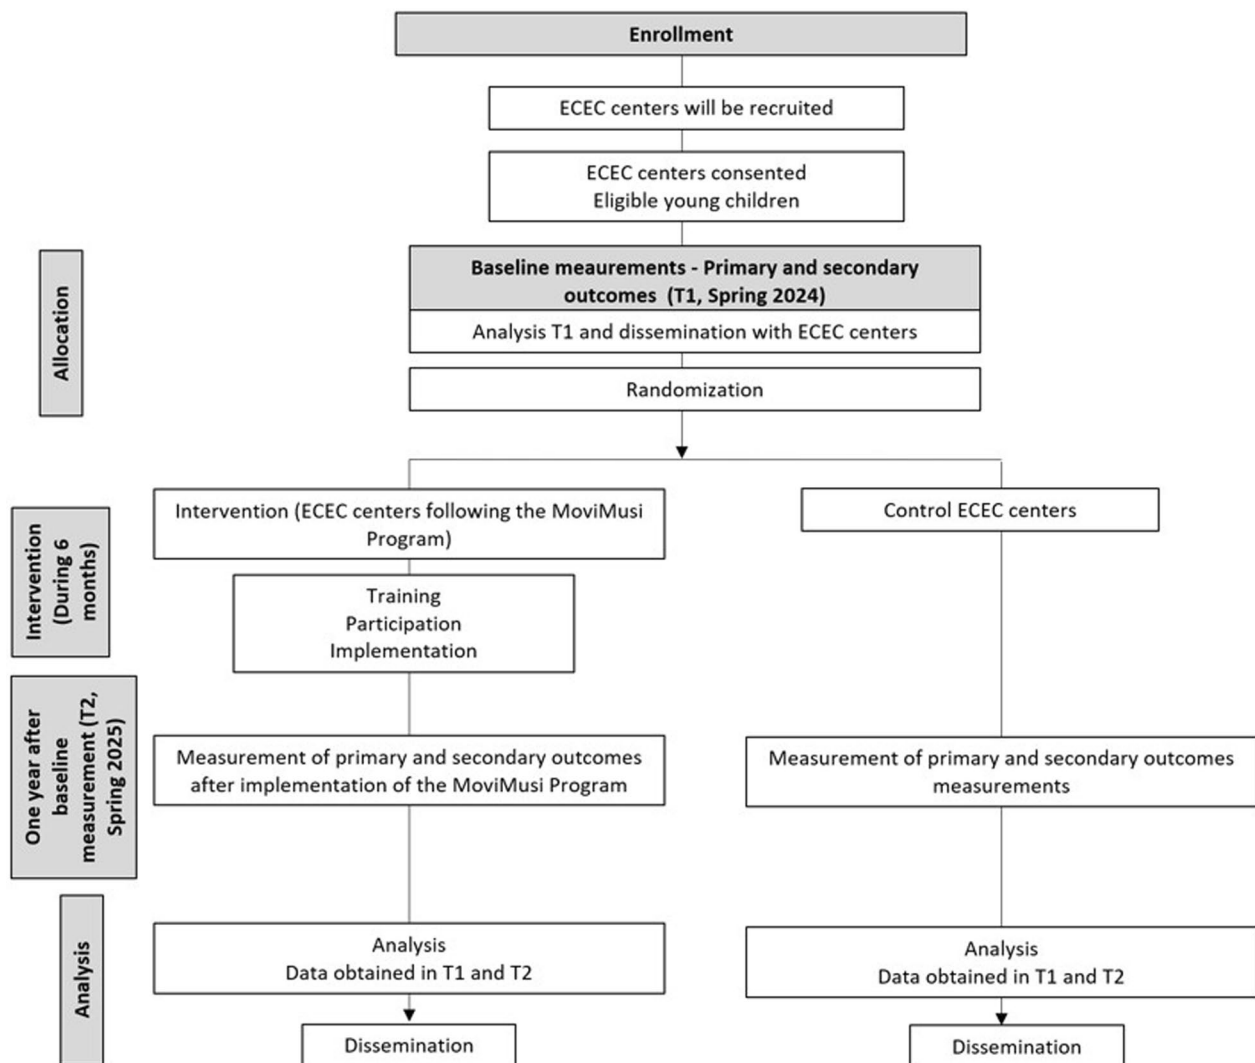 Enrollment
ECEC centers will be recruited
ECEC centers consented
Eligible young children
Allocation
Baseline meaurements - Primary and secondary
outcomes (T1, Spring 2024)
Analysis T1 and dissemination with ECEC centers
Randomization
Intervention
(During 6
months)
Intervention (ECEC centers following the MoviMusi
Program)
Control ECEC centers
Training
Participation
Implementation
One year after
baseline
measurement (T2,
Spring 2025)
Measurement of primary and secondary outcomes
after implementation of the MoviMusi Program
Measurement of primary and secondary outcomes
measurements
Analysis
Analysis
Data obtained in T1 and T2
Analysis
Data obtained in T1 and T2
Dissemination
Dissemination